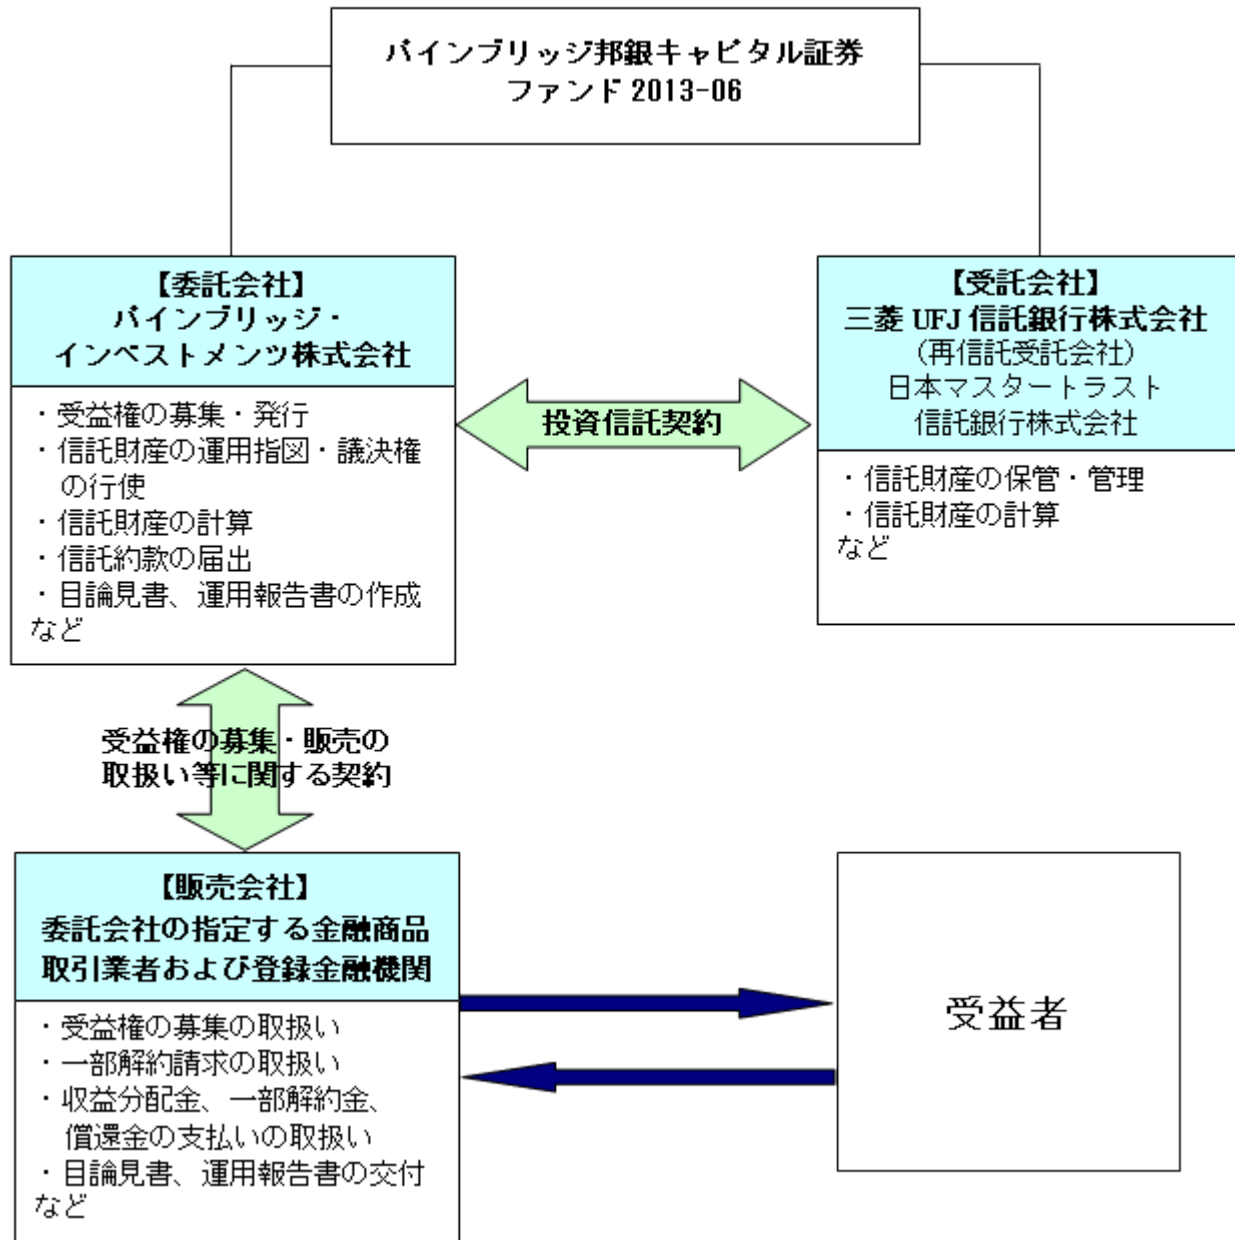 パインブリッジ邦銀キャピタル証券
ファンド 2013-06
【委託会社】
パインブリッジ・
インベストメンツ株式会社
・受益権の募集・発行
・信託財産の運用指図・議決権
の行使
・信託財産の計算
・信託約款の届出
・目論見書、運用報告書の作成
など
投資信託契約
【受託会社】
三菱 UFJ 信託銀行株式会社
（再信託受託会社）
日本マスタートラスト
信託銀行株式会社
・信託財産の保管・管理
・信託財産の計算
など
受益権の募集・販売の
取扱い等に関する契約
【販売会社】
委託会社の指定する金融商品
取引業者および登録金融機関
・受益権の募集の取扱い
・一部解約請求の取扱い
・収益分配金、一部解約金、
償還金の支払いの取扱い
・目論見書、運用報告書の交付
など
受益者